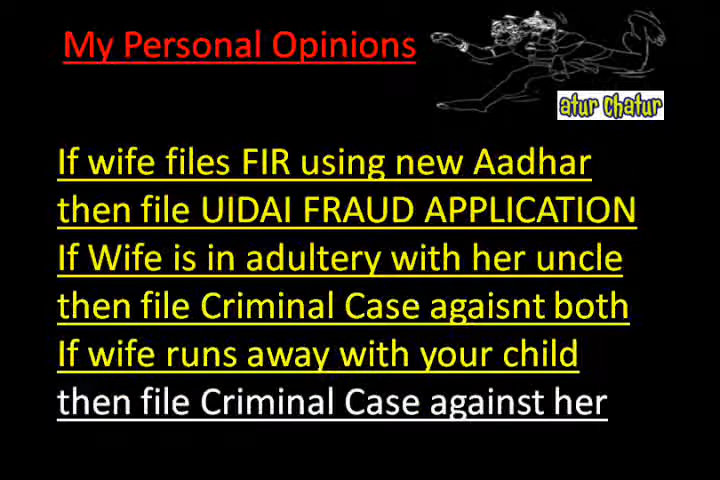 My Personal Opinions
atur chatur
If wife files FIR using new Aadhar
then file UIDAI FRAUD APPLICATION
If Wife is in adultery with her uncle
then file Criminal Case agaisnt both
If wife runs away with your child
then file Criminal Case against her